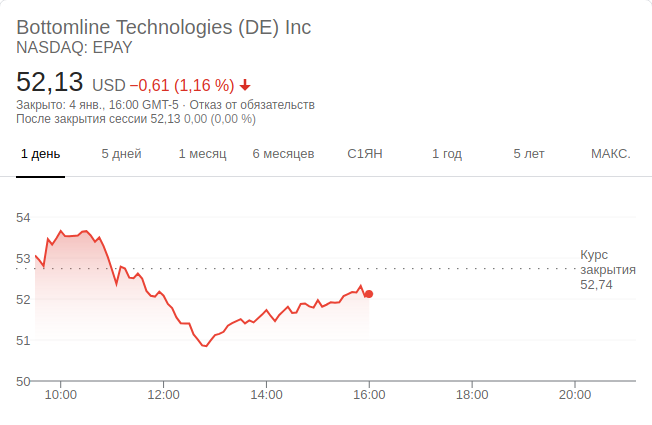 Bottomline Technologies (DE) Inc
NASDAQ: EPAY
52,13 USD −0,61 (1,16 %)
Закрыто: 4 янв., 16:00 GMT-5 · Отказ от обязательств
После закрытия сессии 52,13 0,00 (0,00 %)
1 день 5 дней 1 месяц 6 месяцев С1ЯН 1 год 5 лет МАКС.
54
53
52
51
50
Курс
закрытия
52,74
10:00 12:00 14:00 16:00 18:00 20:00